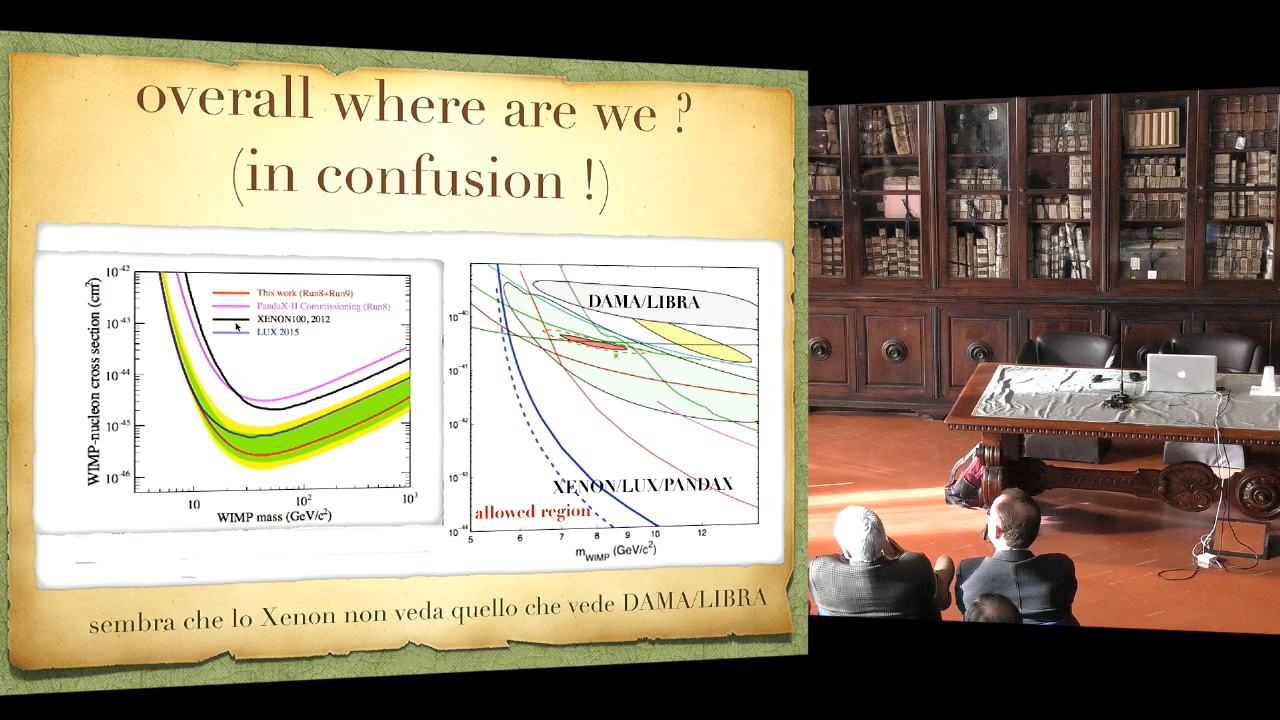 overall where are we ?
(in confusion !)
10-42
10-43
10-44
10-45
10-46
WIMP-nucleon cross section (cm²)
This work (Run8+Run9)
PandaX-II Commissioning (Run8)
XENON100, 2012
LUX 2015
10
10²
10³
WIMP mass (GeV/c²)
DAMA/LIBRA
10-40
10-41
10-42
10-43
10-44
XENON/LUX/PANDAX
allowed region
5
6
7
8
9
10
12
mWIMP (GeV/c²)
sembra che lo Xenon non veda quello che vede DAMA/LIBRA